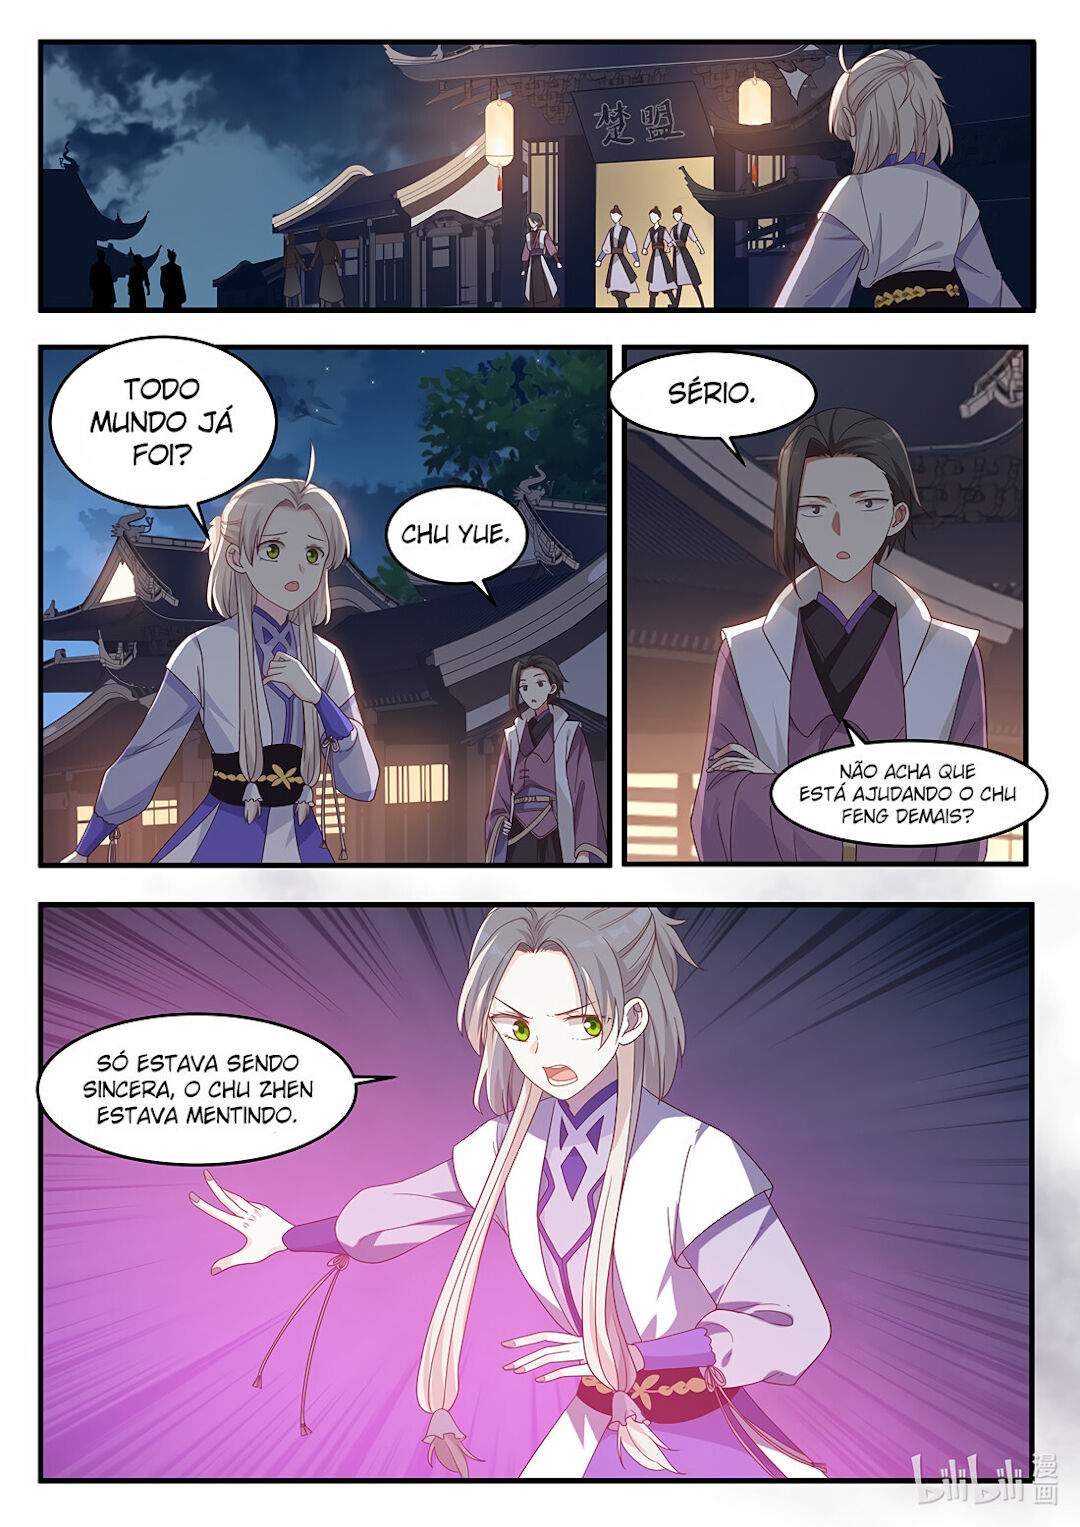 楚盟
TODO
MUNDO JÁ
FOI?
CHU YUE.
SÉRIO.
NÃO ACHA QUE
ESTÁ AJUDANDO O CHU
FENG DEMAIS?
SÓ ESTAVA SENDO
SINCERA, O CHU ZHEN
ESTAVA MENTINDO.
bilibili 漫画